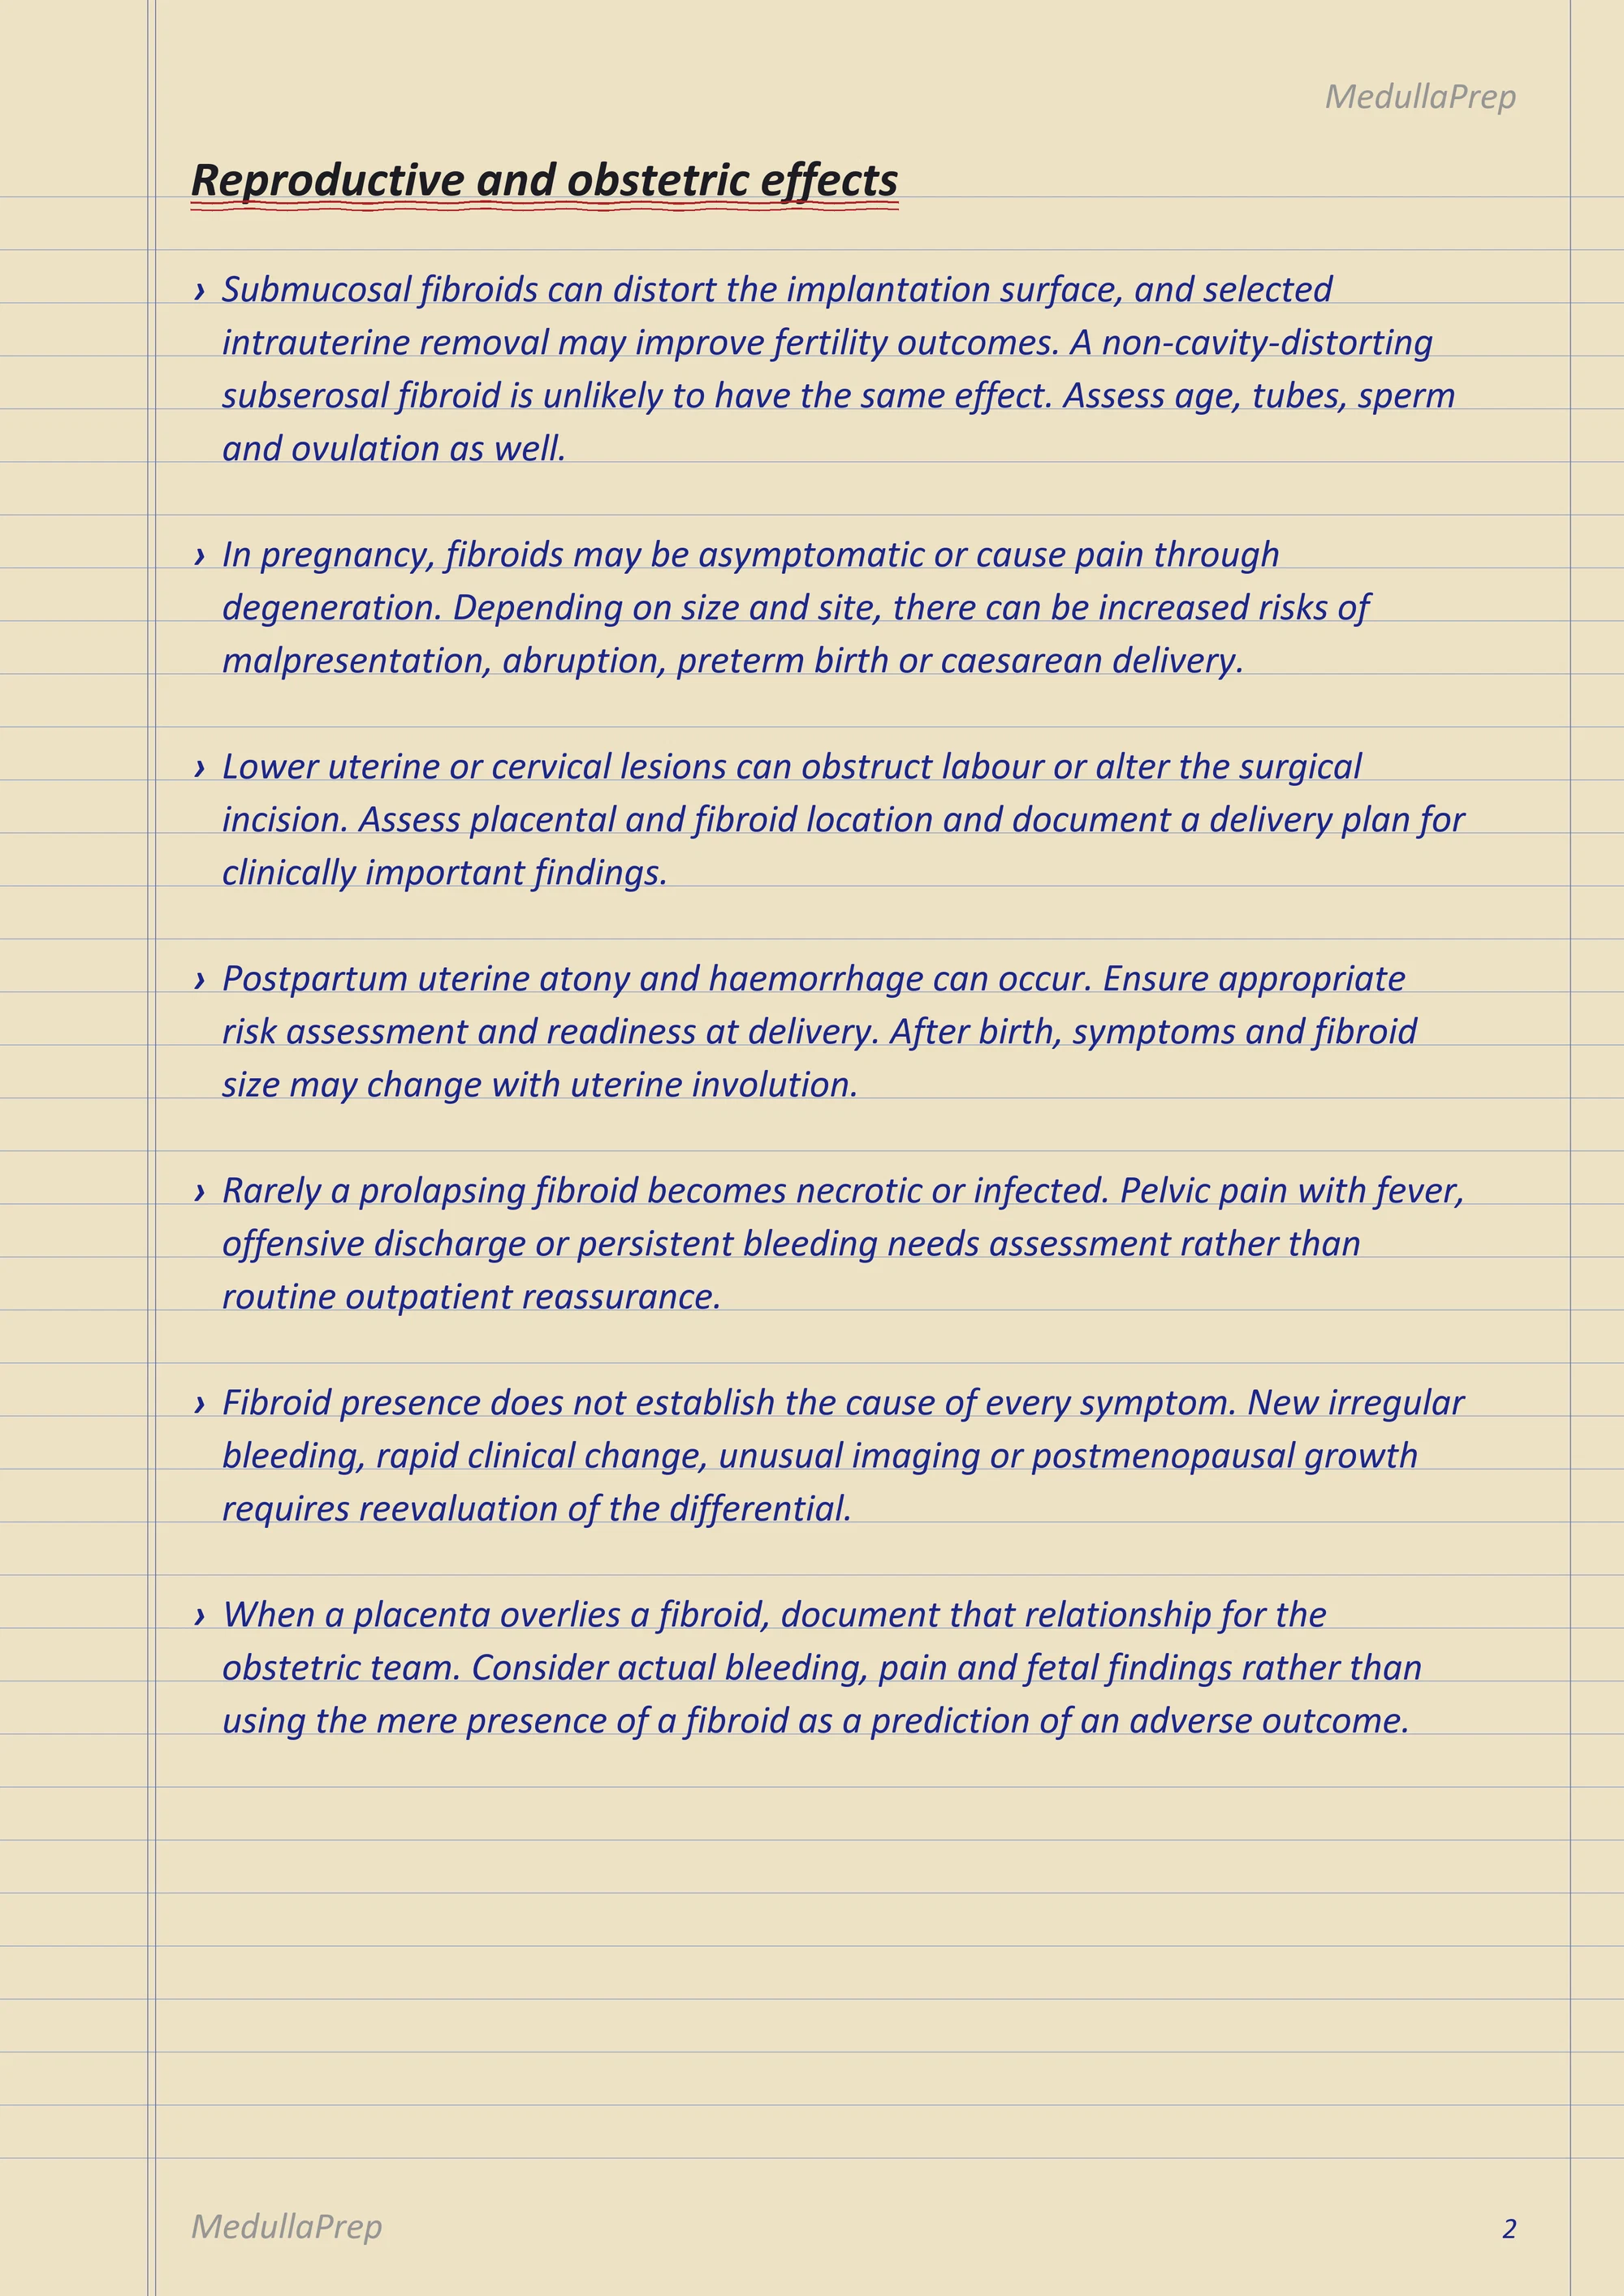 MedullaPrep
Reproductive and obstetric effects
› Submucosal fibroids can distort the implantation surface, and selected
intrauterine removal may improve fertility outcomes. A non-cavity-distorting
subserosal fibroid is unlikely to have the same effect. Assess age, tubes, sperm
and ovulation as well.
› In pregnancy, fibroids may be asymptomatic or cause pain through
degeneration. Depending on size and site, there can be increased risks of
malpresentation, abruption, preterm birth or caesarean delivery.
› Lower uterine or cervical lesions can obstruct labour or alter the surgical
incision. Assess placental and fibroid location and document a delivery plan for
clinically important findings.
› Postpartum uterine atony and haemorrhage can occur. Ensure appropriate
risk assessment and readiness at delivery. After birth, symptoms and fibroid
size may change with uterine involution.
› Rarely a prolapsing fibroid becomes necrotic or infected. Pelvic pain with fever,
offensive discharge or persistent bleeding needs assessment rather than
routine outpatient reassurance.
› Fibroid presence does not establish the cause of every symptom. New irregular
bleeding, rapid clinical change, unusual imaging or postmenopausal growth
requires reevaluation of the differential.
› When a placenta overlies a fibroid, document that relationship for the
obstetric team. Consider actual bleeding, pain and fetal findings rather than
using the mere presence of a fibroid as a prediction of an adverse outcome.
MedullaPrep
2